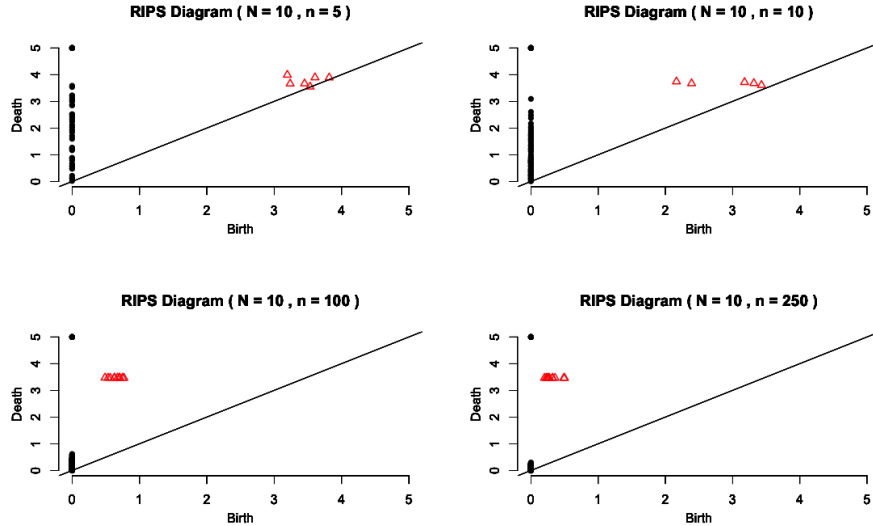 RIPS Diagram ( N = 10 , n = 5 )
Death
0 1 2 3 4 5
0 1 2 3 4 5
Birth
RIPS Diagram ( N = 10 , n = 10 )
Death
0 1 2 3 4 5
0 1 2 3 4 5
Birth
RIPS Diagram ( N = 10 , n = 100 )
Death
0 1 2 3 4 5
0 1 2 3 4 5
Birth
RIPS Diagram ( N = 10 , n = 250 )
Death
0 1 2 3 4 5
0 1 2 3 4 5
Birth